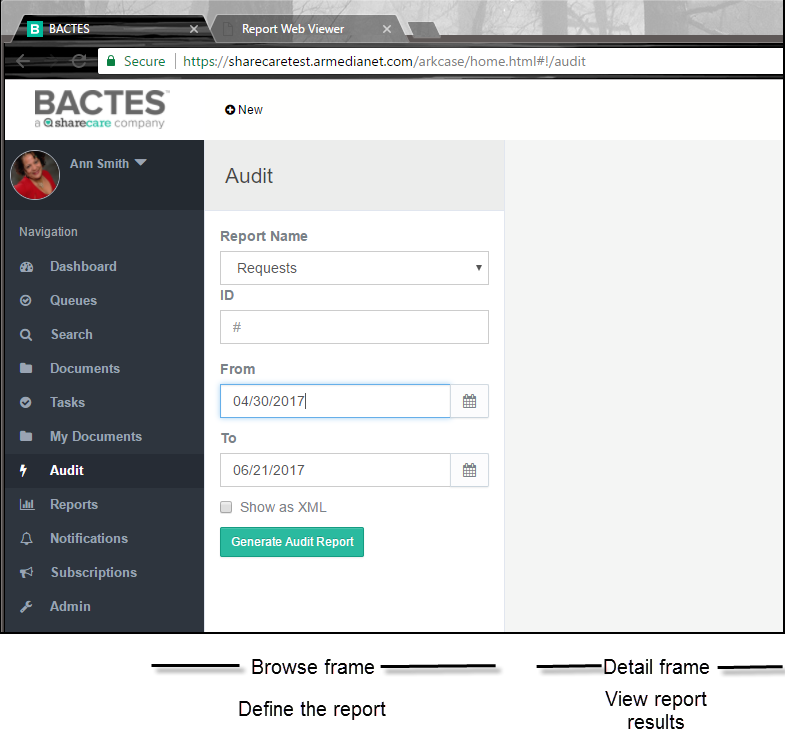 B BACTES
Report Web Viewer
Secure https://sharecaretest.armedianet.com/arkcase/home.html#!/audit
BACTES™
a sharecare company
New
Ann Smith
Audit
Navigation
Dashboard
Queues
Search
Documents
Tasks
My Documents
Audit
Reports
Notifications
Subscriptions
Admin
Report Name
Requests
ID
#
From
04/30/2017
To
06/21/2017
Show as XML
Generate Audit Report
Browse frame
Define the report
Detail frame
View report
results